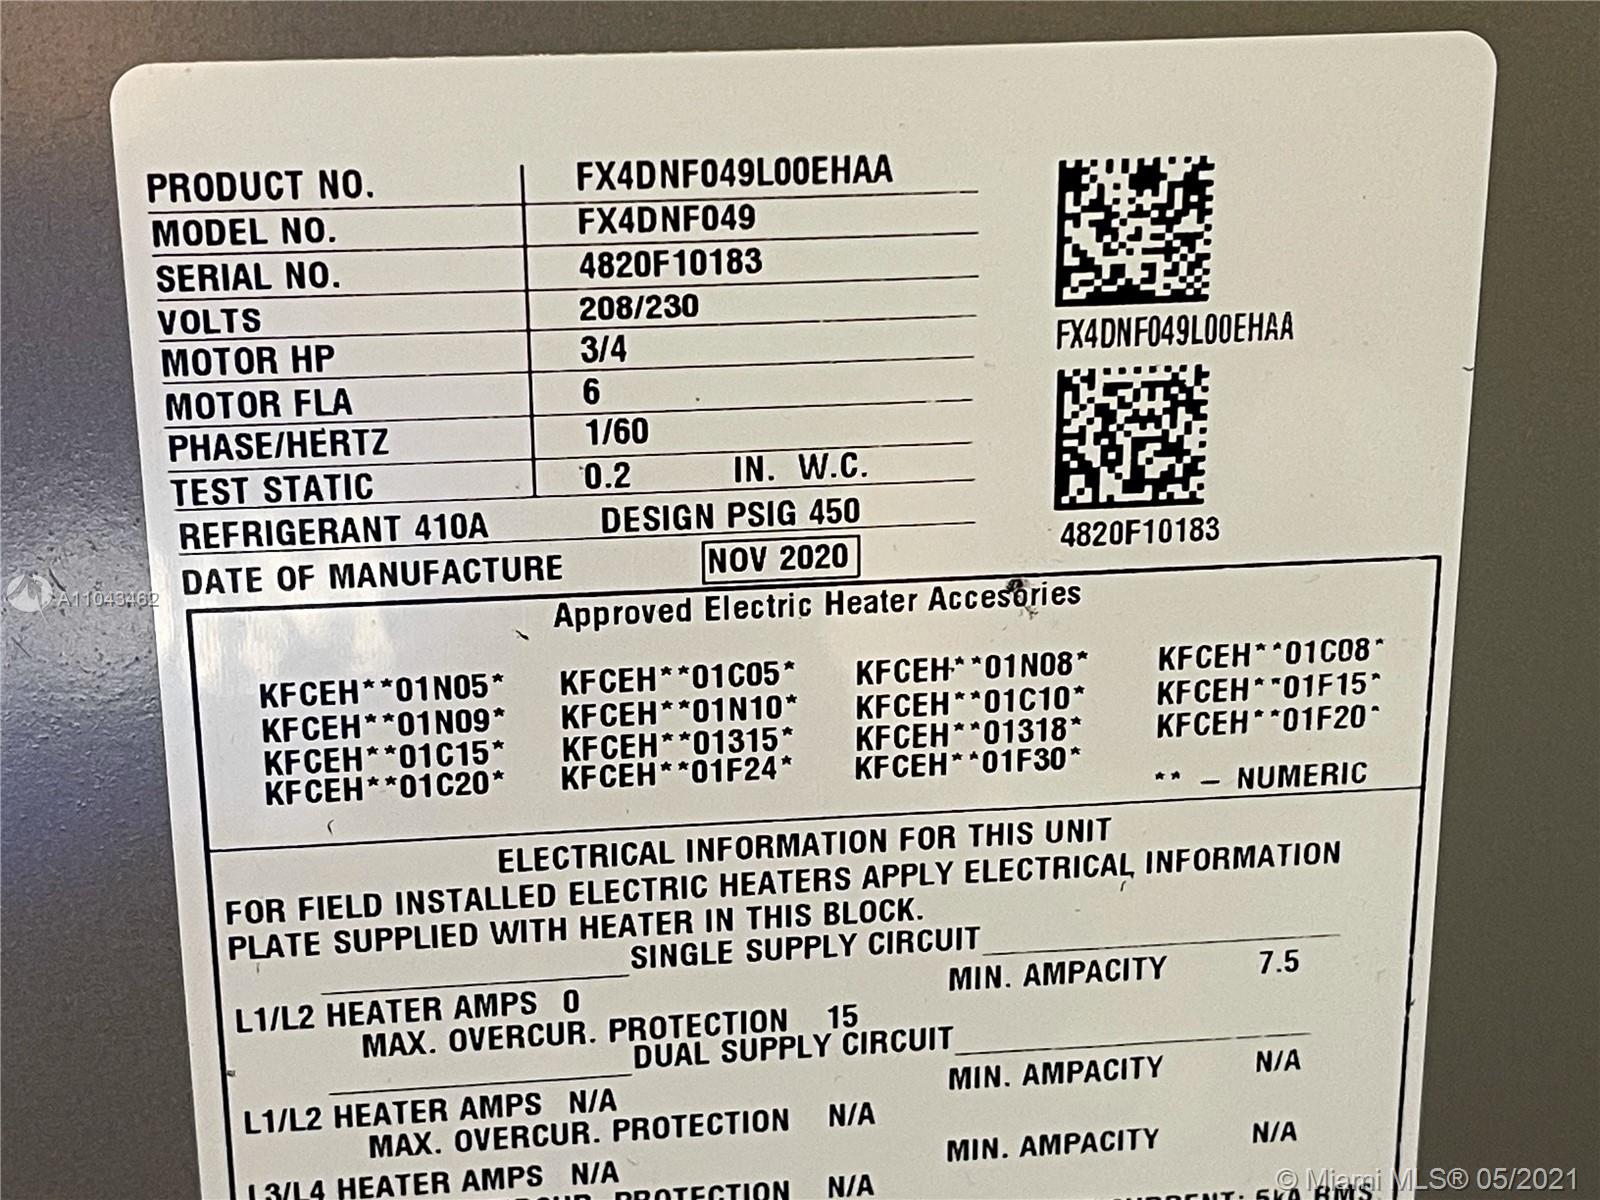 PRODUCT NO. FX4DNF049L00EHAA
MODEL NO. FX4DNF049
SERIAL NO. 4820F10183
VOLTS 208/230
MOTOR HP 3/4
MOTOR FLA 6
PHASE/HERTZ 1/60
TEST STATIC 0.2 IN. W.C.
REFRIGERANT 410A DESIGN PSIG 450
DATE OF MANUFACTURE NOV 2020
FX4DNF049L00EHAA
4820F10183
Approved Electric Heater Accesories
KFCEH**01N05* KFCEH**01C05* KFCEH**01N08* KFCEH**01C08*
KFCEH**01N09* KFCEH**01N10* KFCEH**01C10* KFCEH**01F15*
KFCEH**01C15* KFCEH**01315* KFCEH**01318* KFCEH**01F20*
KFCEH**01C20* KFCEH**01F24* KFCEH**01F30* ** – NUMERIC
ELECTRICAL INFORMATION FOR THIS UNIT
FOR FIELD INSTALLED ELECTRIC HEATERS APPLY ELECTRICAL INFORMATION
PLATE SUPPLIED WITH HEATER IN THIS BLOCK.
SINGLE SUPPLY CIRCUIT
L1/L2 HEATER AMPS 0 MIN. AMPACITY 7.5
MAX. OVERCUR. PROTECTION 15
DUAL SUPPLY CIRCUIT
L1/L2 HEATER AMPS N/A MIN. AMPACITY N/A
MAX. OVERCUR. PROTECTION N/A
L3/L4 HEATER AMPS N/A MIN. AMPACITY N/A
PROTECTION N/A
5kA RMS
A11043462
© Miami MLS® 05/2021